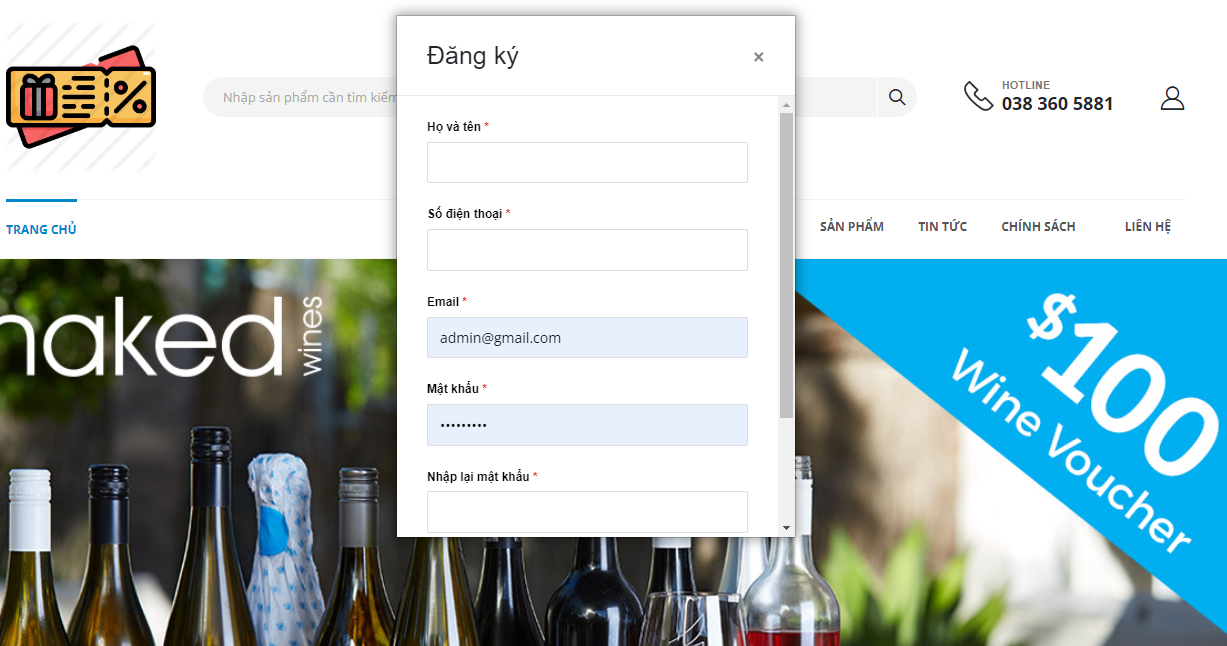 Đăng ký
×
Nhập sản phẩm cần tìm kiếm
HOTLINE
038 360 5881
TRANG CHỦ
SẢN PHẨM
TIN TỨC
CHÍNH SÁCH
LIÊN HỆ
Họ và tên *
Số điện thoại *
Email *
admin@gmail.com
Mật khẩu *
•••••••••
Nhập lại mật khẩu *
naked
wines
$100
Wine Voucher